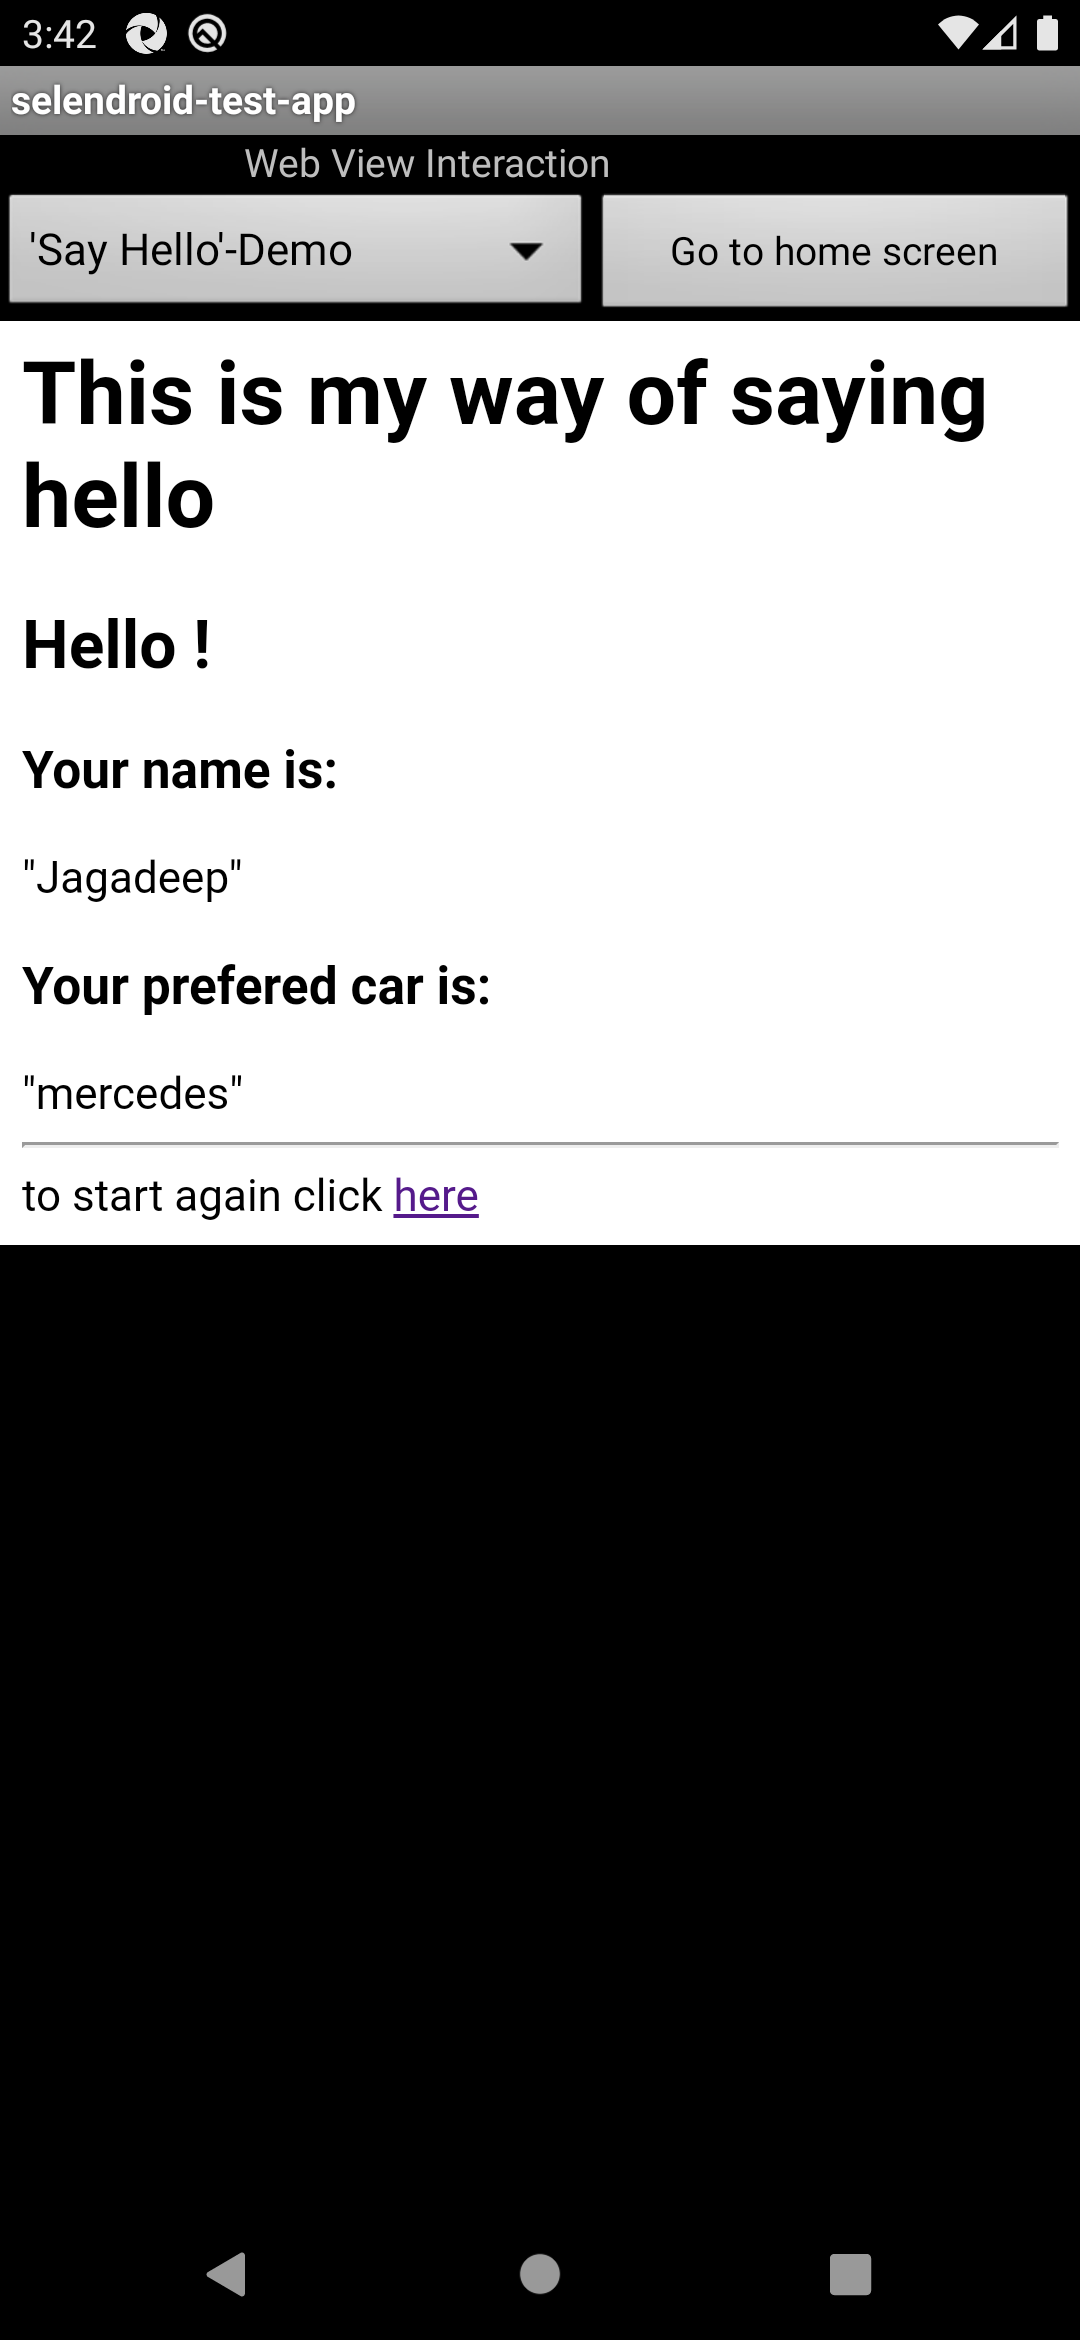 3:42
selendroid-test-app
Web View Interaction
'Say Hello'-Demo
Go to home screen
This is my way of saying
hello
Hello !
Your name is:
"Jagadeep"
Your prefered car is:
"mercedes"
to start again click here